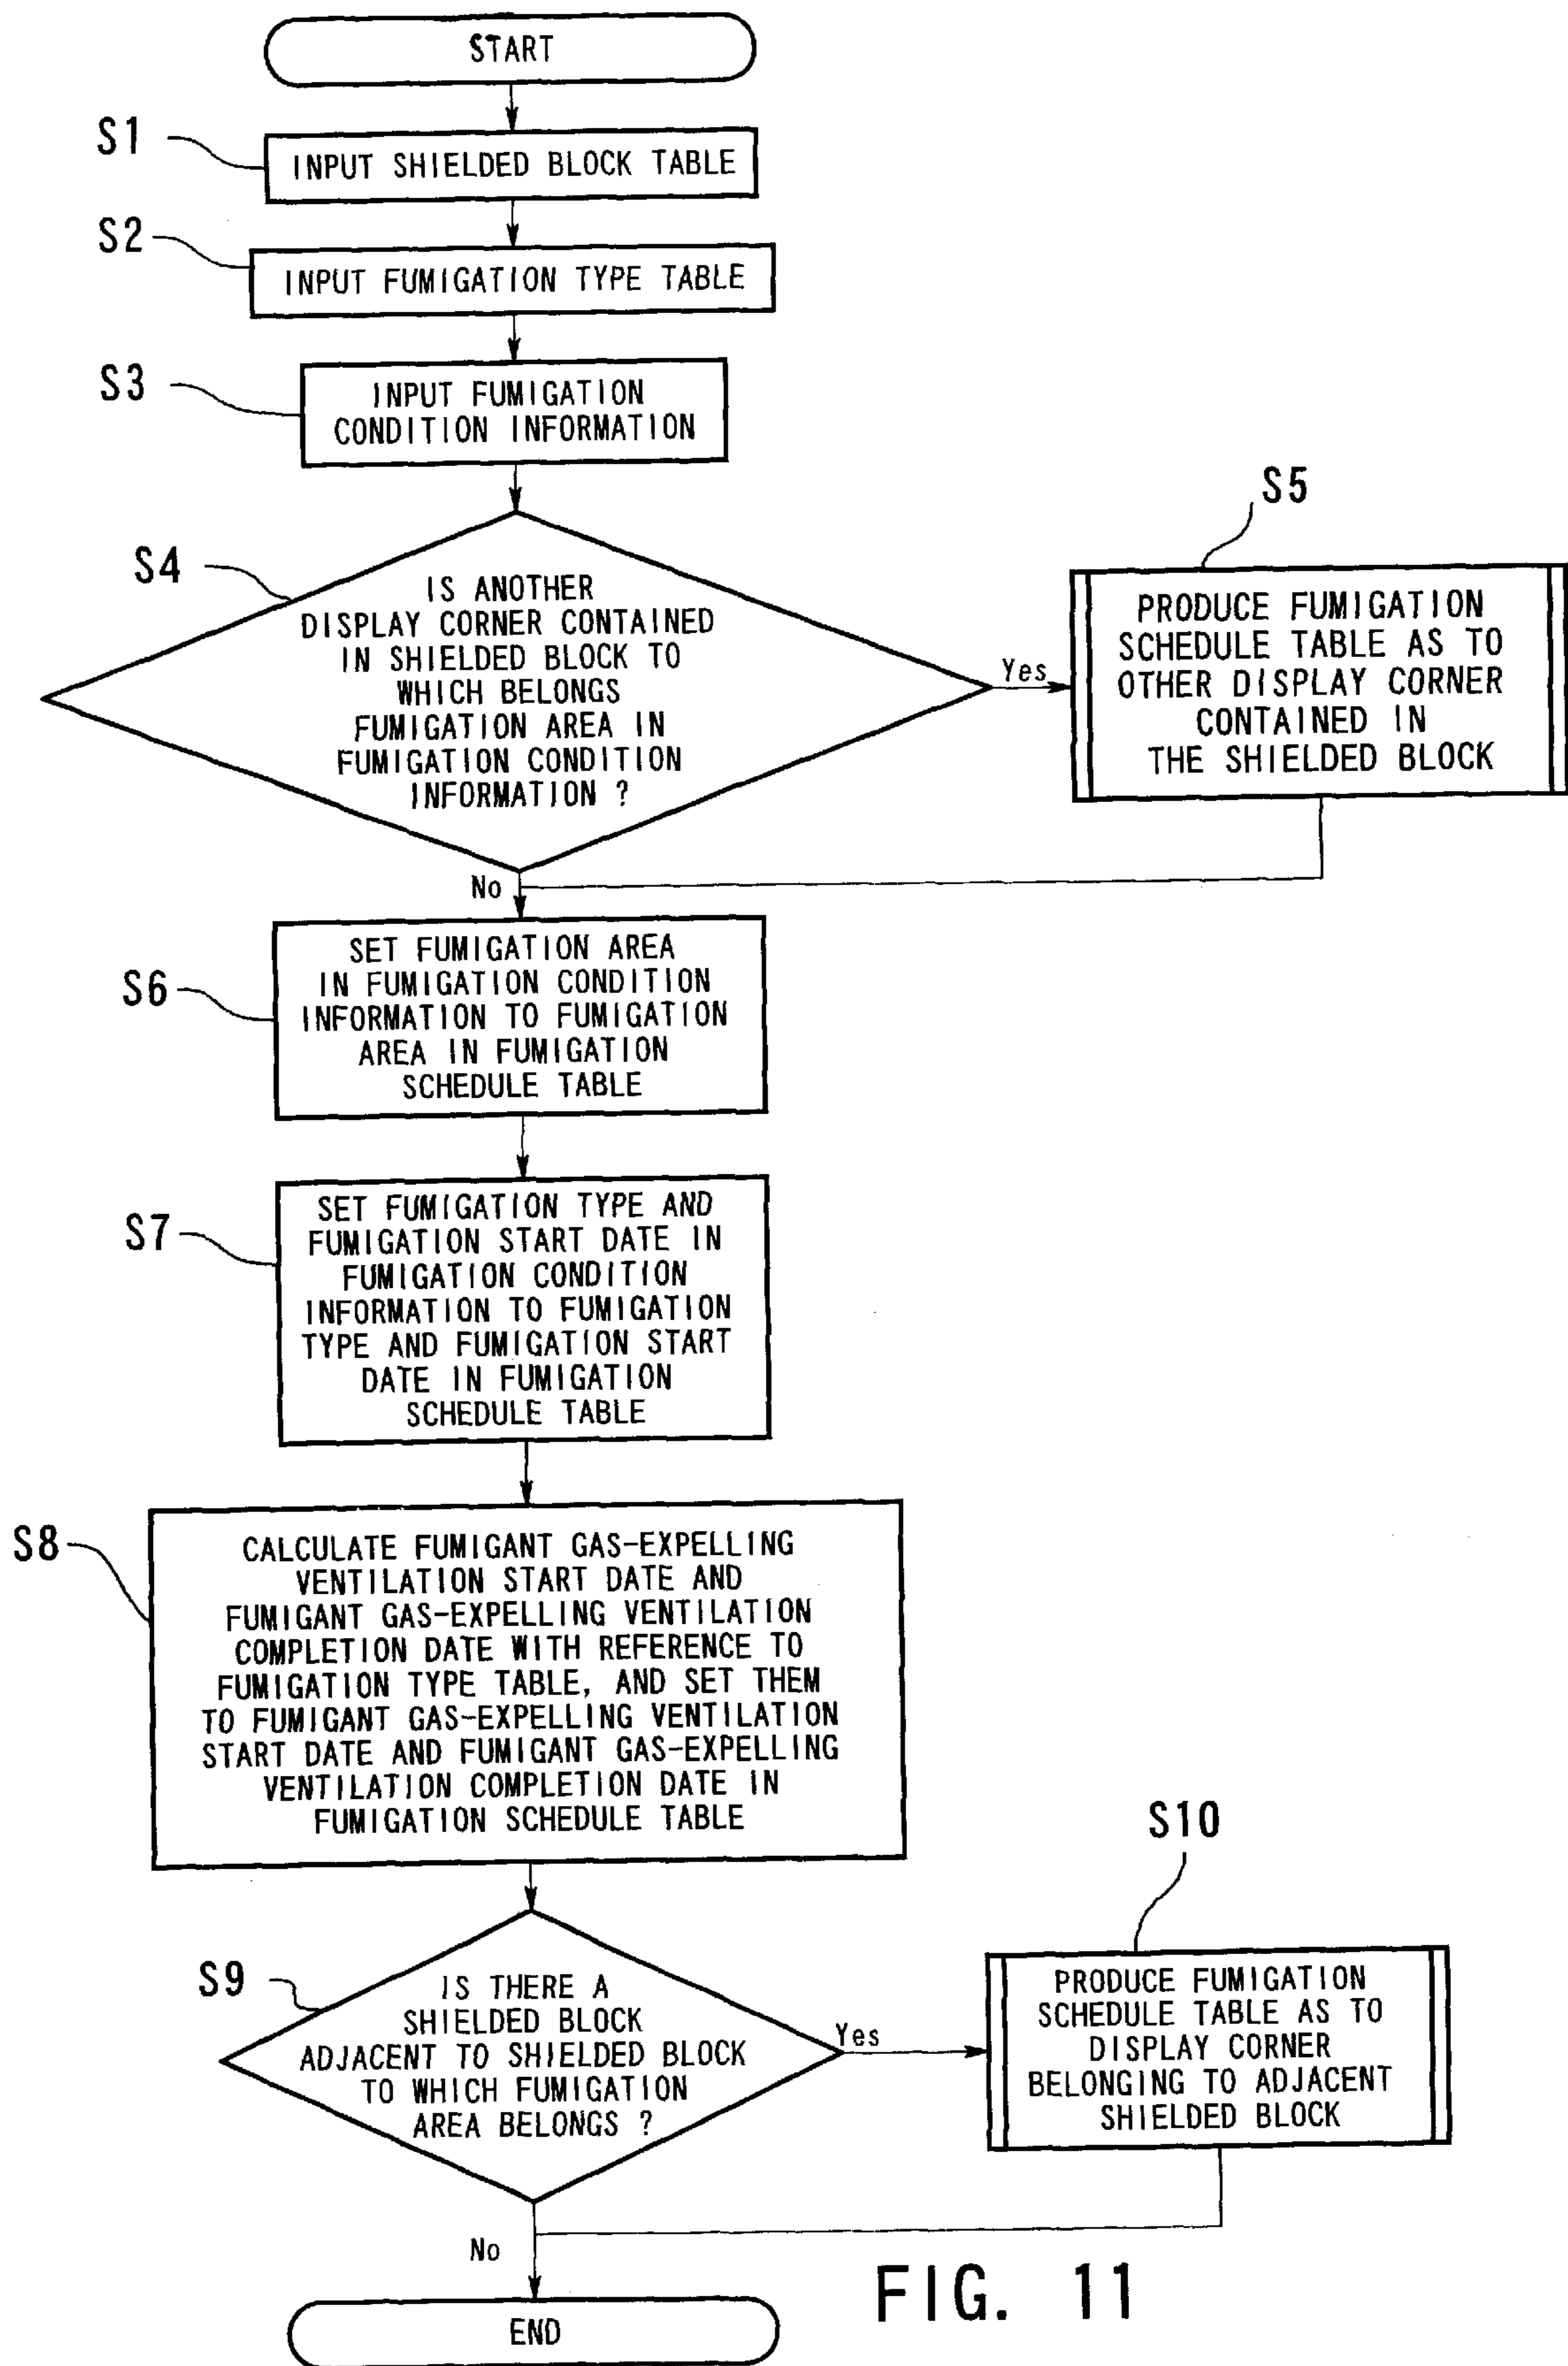 START
S1
INPUT SHIELDED BLOCK TABLE
S2
INPUT FUMIGATION TYPE TABLE
S3
INPUT FUMIGATION
CONDITION INFORMATION
S4
IS ANOTHER
DISPLAY CORNER CONTAINED
IN SHIELDED BLOCK TO
WHICH BELONGS
FUMIGATION AREA IN
FUMIGATION CONDITION
INFORMATION ?
Yes
S5
PRODUCE FUMIGATION
SCHEDULE TABLE AS TO
OTHER DISPLAY CORNER
CONTAINED IN
THE SHIELDED BLOCK
No
S6
SET FUMIGATION AREA
IN FUMIGATION CONDITION
INFORMATION TO FUMIGATION
AREA IN FUMIGATION
SCHEDULE TABLE
S7
SET FUMIGATION TYPE AND
FUMIGATION START DATE IN
FUMIGATION CONDITION
INFORMATION TO FUMIGATION
TYPE AND FUMIGATION START
DATE IN FUMIGATION
SCHEDULE TABLE
S8
CALCULATE FUMIGANT GAS-EXPELLING
VENTILATION START DATE AND
FUMIGANT GAS-EXPELLING VENTILATION
COMPLETION DATE WITH REFERENCE TO
FUMIGATION TYPE TABLE, AND SET THEM
TO FUMIGANT GAS-EXPELLING VENTILATION
START DATE AND FUMIGANT GAS-EXPELLING
VENTILATION COMPLETION DATE IN
FUMIGATION SCHEDULE TABLE
S9
IS THERE A
SHIELDED BLOCK
ADJACENT TO SHIELDED BLOCK
TO WHICH FUMIGATION
AREA BELONGS ?
Yes
S10
PRODUCE FUMIGATION
SCHEDULE TABLE AS TO
DISPLAY CORNER
BELONGING TO ADJACENT
SHIELDED BLOCK
No
END
FIG. 11